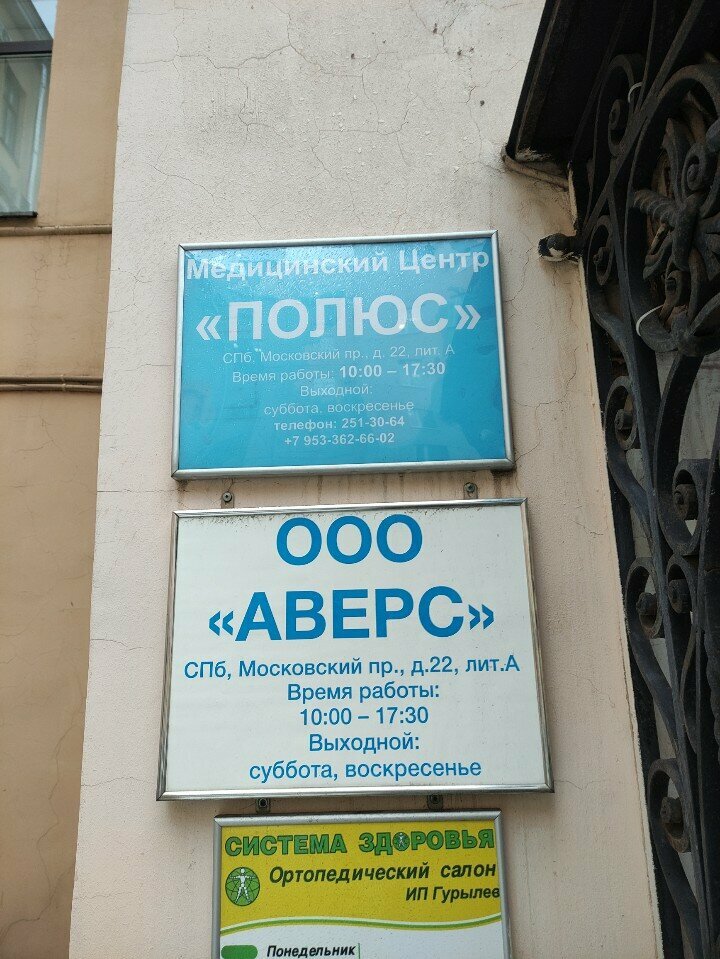 Медицинский Центр
«ПОЛЮС»
СПб, Московский пр., д. 22, лит. А
Время работы: 10:00 – 17:30
Выходной:
суббота, воскресенье
телефон: 251-30-64
+7 953-362-66-02
ООО
«АВЕРС»
СПб, Московский пр., д.22, лит.А
Время работы:
10:00 – 17:30
Выходной:
суббота, воскресенье
СИСТЕМА ЗДОРОВЬЯ
Ортопедический салон
ИП Гурылев
Понедельник